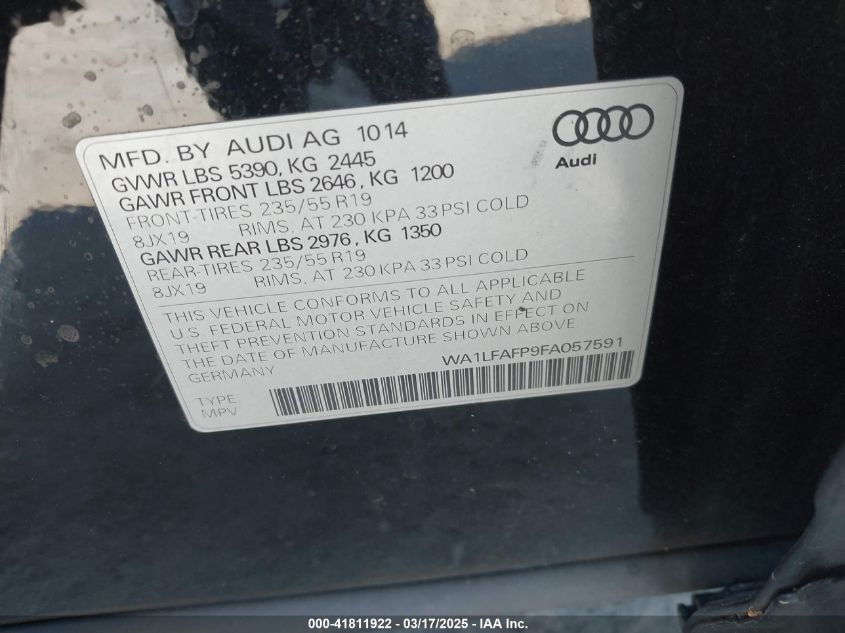 MFD. BY AUDI AG 1014
GVWR LBS 5390, KG 2445
GAWR FRONT LBS 2646, KG 1200
FRONT-TIRES 235/55 R19
8JX19 RIMS, AT 230 KPA 33 PSI COLD
GAWR REAR LBS 2976, KG 1350
REAR-TIRES 235/55 R19
8JX19 RIMS, AT 230 KPA 33 PSI COLD
THIS VEHICLE CONFORMS TO ALL APPLICABLE
U.S. FEDERAL MOTOR VEHICLE SAFETY AND
THEFT PREVENTION STANDARDS IN EFFECT ON
THE DATE OF MANUFACTURE SHOWN ABOVE.
GERMANY
WA1LFAFP9FA057591
TYPE
MPV
Audi
000-41811922 / 03/17/2025 - IAA Inc.